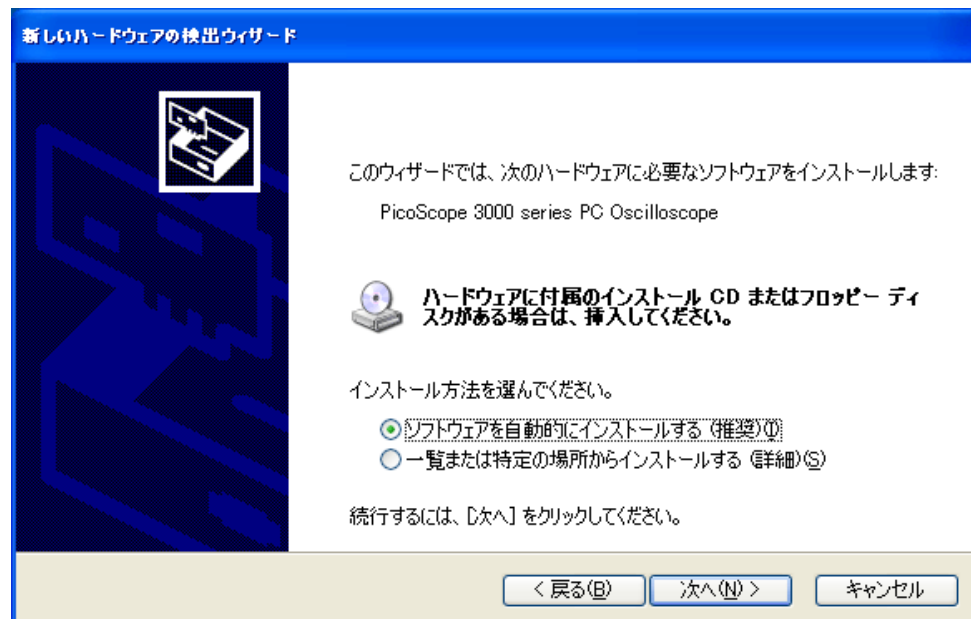 新しいハードウェアの検出ウィザード
このウィザードでは、次のハードウェアに必要なソフトウェアをインストールします:
PicoScope 3000 series PC Oscilloscope
ハードウェアに付属のインストール CD またはフロッピー ディ
スクがある場合は、挿入してください。
インストール方法を選んでください。
ソフトウェアを自動的にインストールする (推奨)(I)
一覧または特定の場所からインストールする (詳細)(S)
続行するには、[次へ] をクリックしてください。
< 戻る(B) 次へ(N) > キャンセル